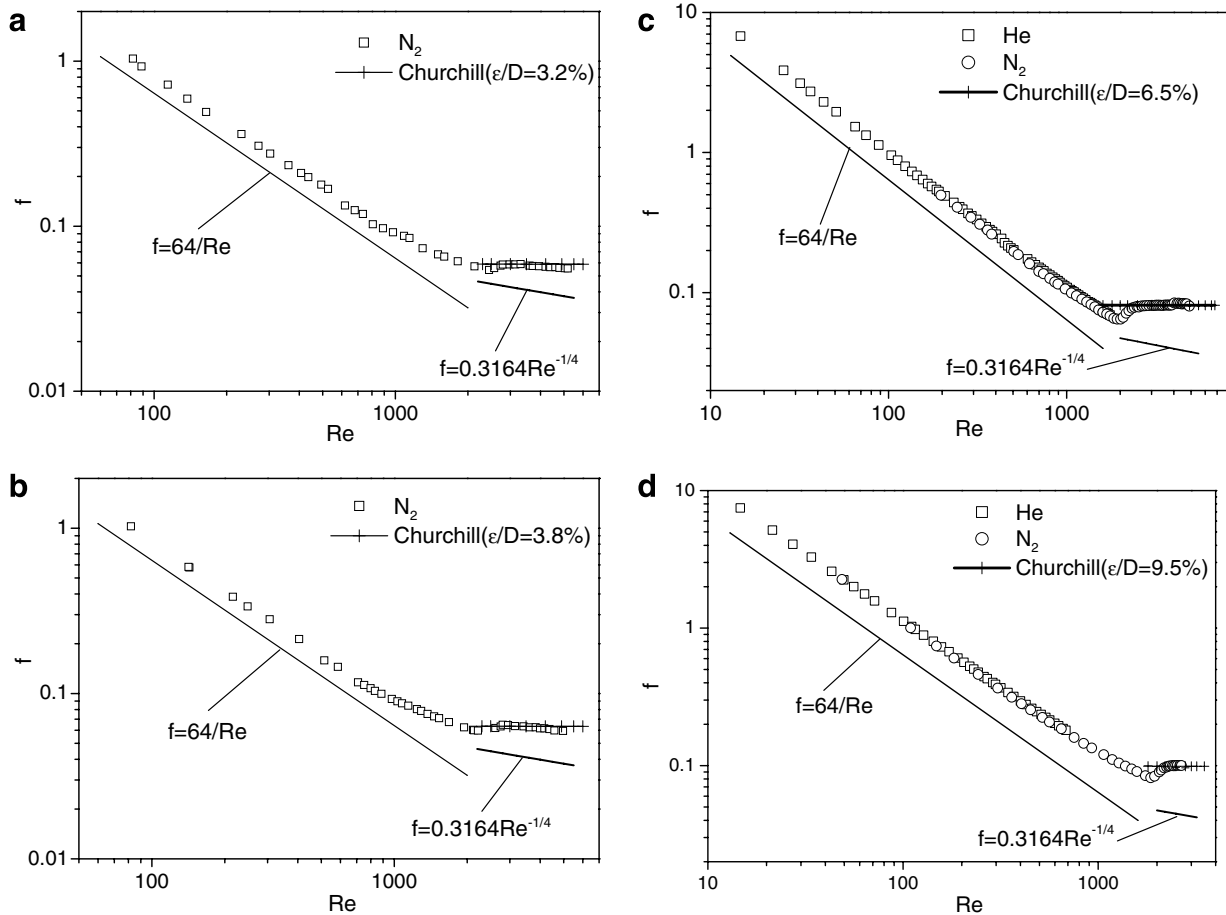 a
N₂
Churchill(ε/D=3.2%)
1
0.1
0.01
f
f=64/Re
f=0.3164Re⁻¹/⁴
100
1000
Re
b
N₂
Churchill(ε/D=3.8%)
1
0.1
0.01
f
f=64/Re
f=0.3164Re⁻¹/⁴
100
1000
Re
c
He
N₂
Churchill(ε/D=6.5%)
10
1
0.1
f
f=64/Re
f=0.3164Re⁻¹/⁴
10
100
1000
Re
d
He
N₂
Churchill(ε/D=9.5%)
10
1
0.1
f
f=64/Re
f=0.3164Re⁻¹/⁴
10
100
1000
Re